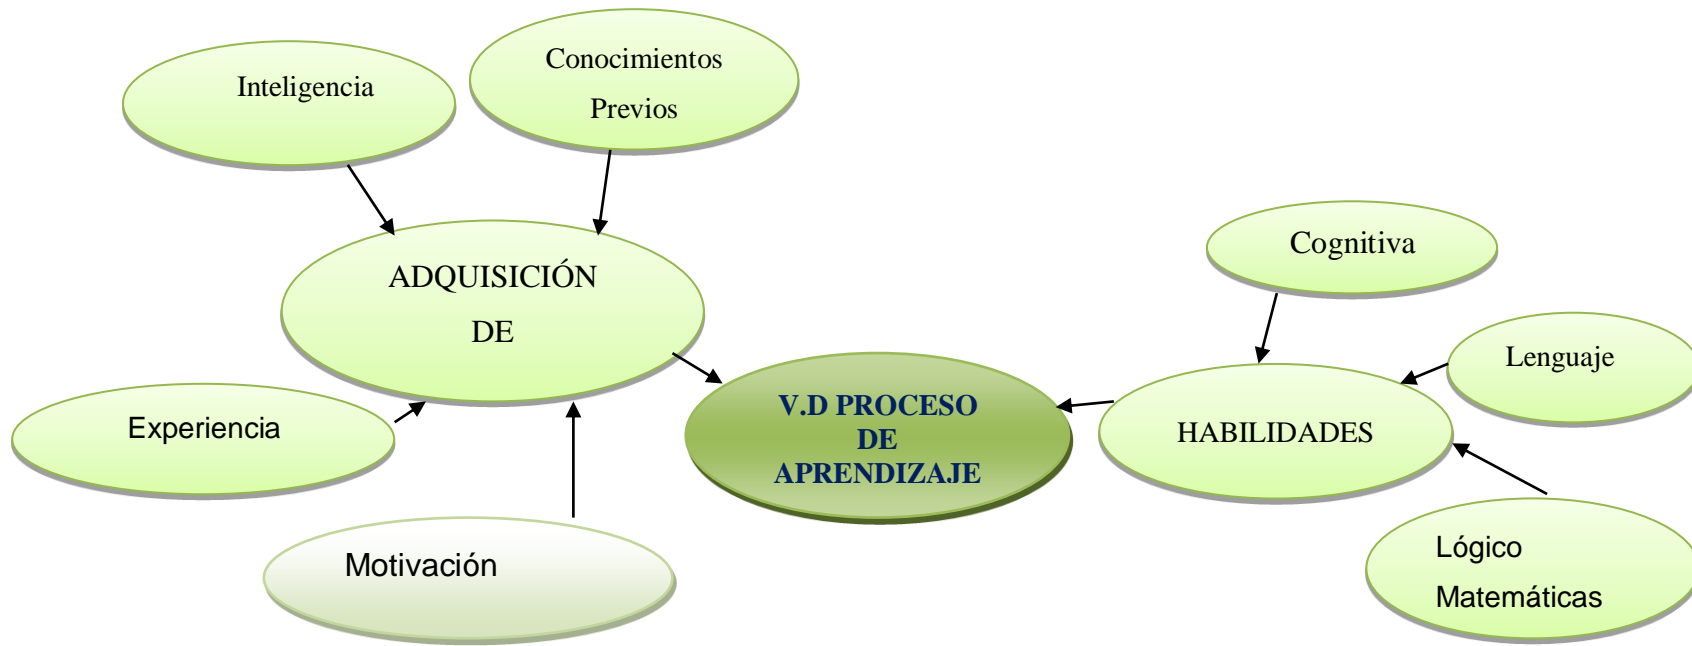 Inteligencia
Conocimientos
Previos
ADQUISICIÓN
DE
Experiencia
Motivación
V.D PROCESO
DE
APRENDIZAJE
Cognitiva
Lenguaje
HABILIDADES
Lógico
Matemáticas